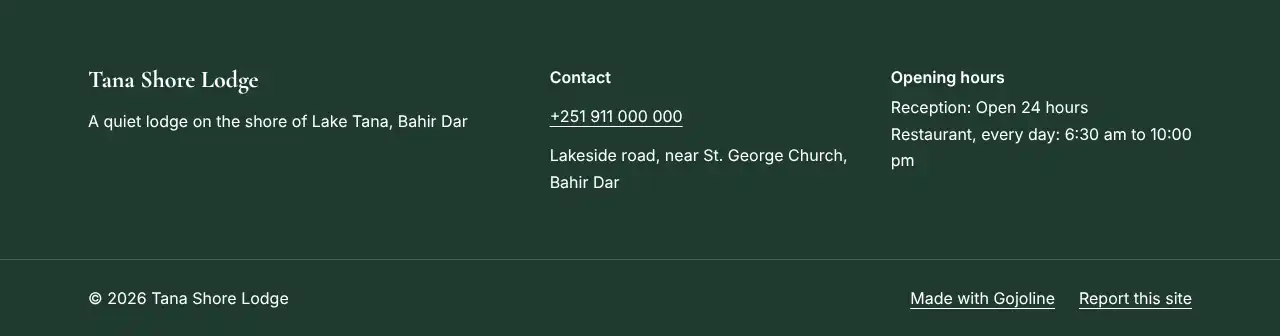 Tana Shore Lodge
A quiet lodge on the shore of Lake Tana, Bahir Dar
Contact
+251 911 000 000
Lakeside road, near St. George Church,
Bahir Dar
Opening hours
Reception: Open 24 hours
Restaurant, every day: 6:30 am to 10:00
pm
© 2026 Tana Shore Lodge
Made with Gojoline
Report this site